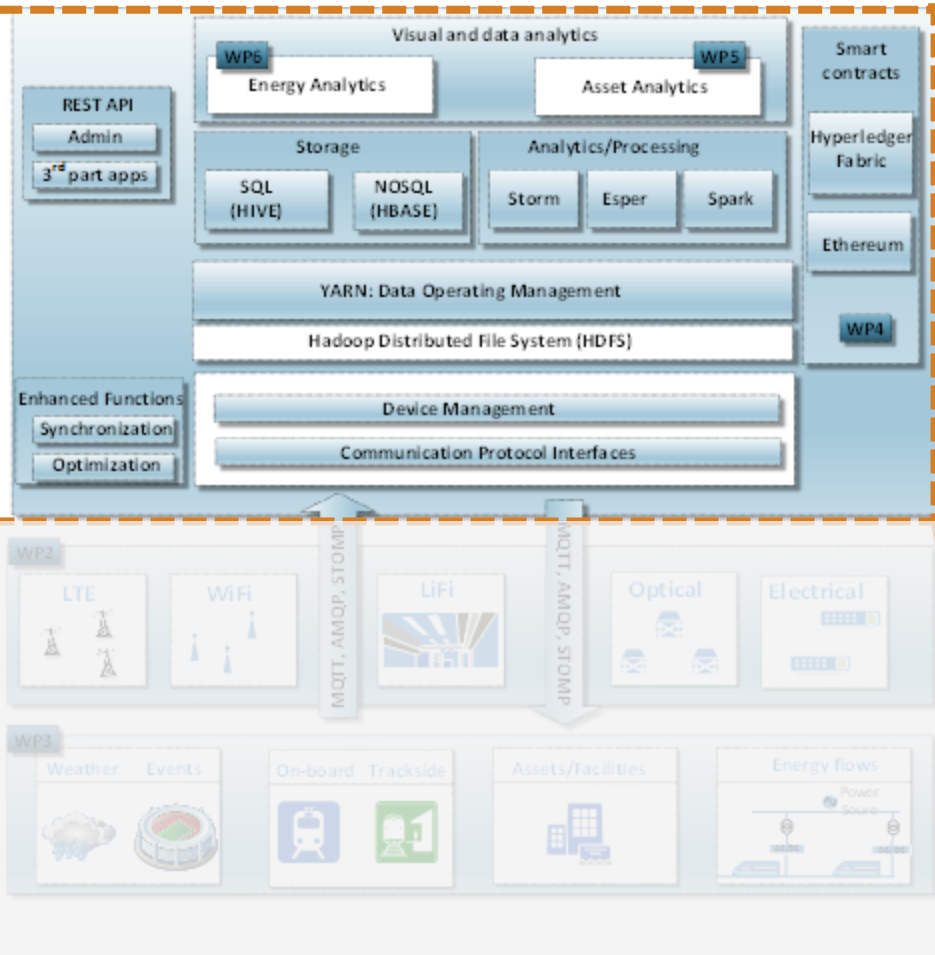 Visual and data analytics
WP6
Energy Analytics
WP5
Asset Analytics
Smart
contracts
Hyperledger
Fabric
Ethereum
WP4
REST API
Admin
3rd part apps
Storage
SQL
(HIVE)
NOSQL
(HBASE)
Analytics/Processing
Storm
Esper
Spark
YARN: Data Operating Management
Hadoop Distributed File System (HDFS)
Enhanced Functions
Synchronization
Optimization
Device Management
Communication Protocol Interfaces
MQTT, AMQP, STOMP
MQTT, AMQP, STOMP
WP2
LTE
WiFi
LiFi
Optical
Electrical
WP3
Weather
Events
On-board
Trackside
Assets/Facilities
Energy flows
Power